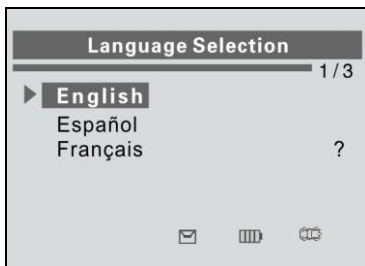 Language Selection
1/3
English
Español
Français ?